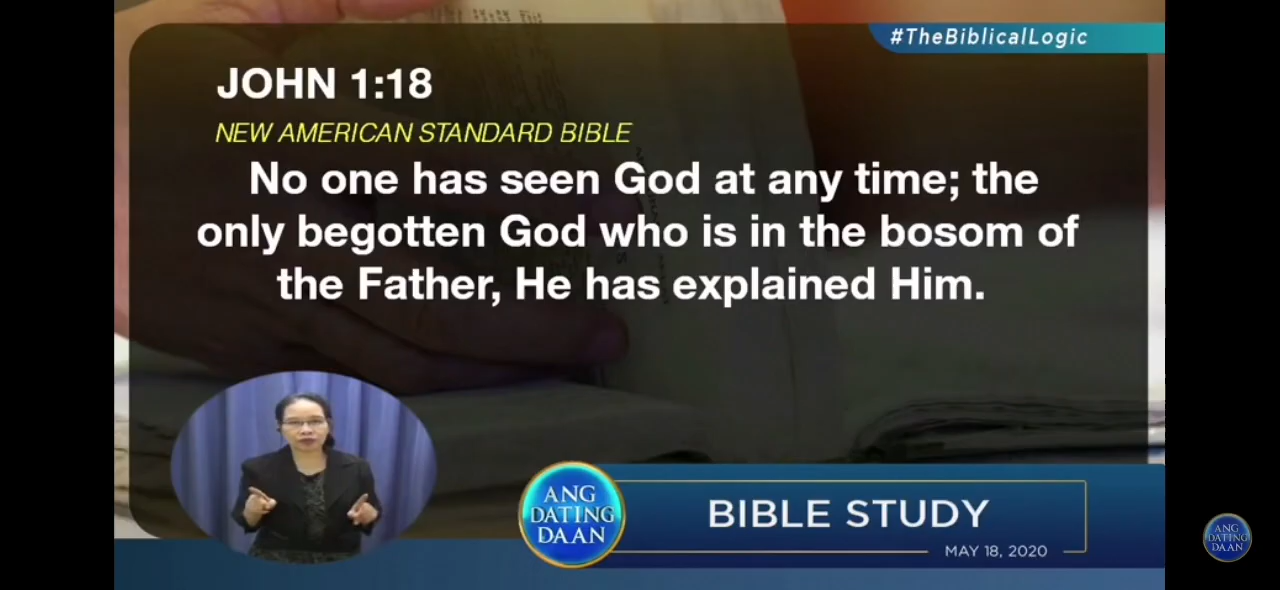 #TheBiblicalLogic
JOHN 1:18
NEW AMERICAN STANDARD BIBLE
No one has seen God at any time; the
only begotten God who is in the bosom of
the Father, He has explained Him.
ANG
DATING
DAAN
BIBLE STUDY
MAY 18, 2020
ANG
DATING
DAAN